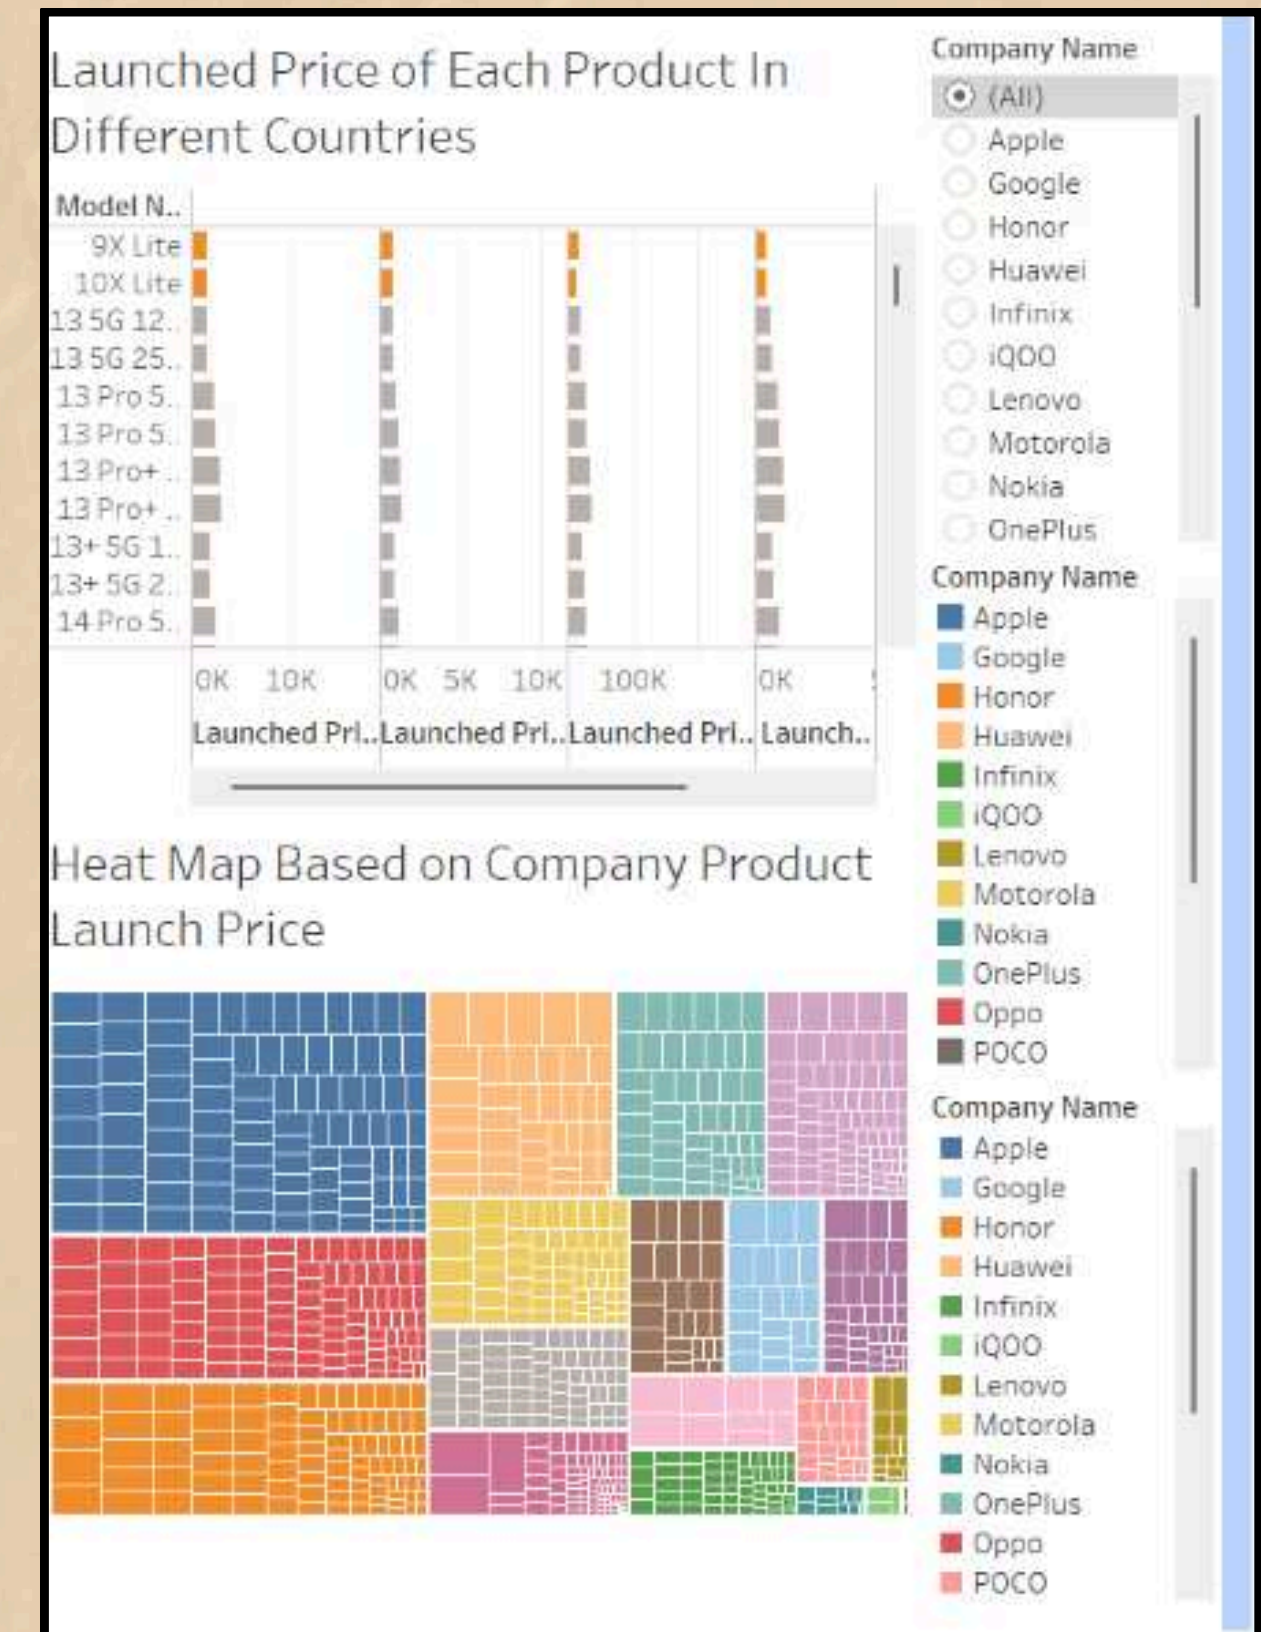 Launched Price of Each Product In
Different Countries
Model N..
9X Lite
10X Lite
13 5G 12..
13 5G 25..
13 Pro 5..
13 Pro 5..
13 Pro+ ..
13 Pro+ ..
13+ 5G 1..
13+ 5G 2..
14 Pro 5..
0K 10K 0K 5K 10K 100K 0K
Launched Pri.. Launched Pri.. Launched Pri.. Launch..
Heat Map Based on Company Product
Launch Price
Company Name
(All)
Apple
Google
Honor
Huawei
Infinix
iQOO
Lenovo
Motorola
Nokia
OnePlus
Company Name
Apple
Google
Honor
Huawei
Infinix
iQOO
Lenovo
Motorola
Nokia
OnePlus
Oppo
POCO
Company Name
Apple
Google
Honor
Huawei
Infinix
iQOO
Lenovo
Motorola
Nokia
OnePlus
Oppo
POCO